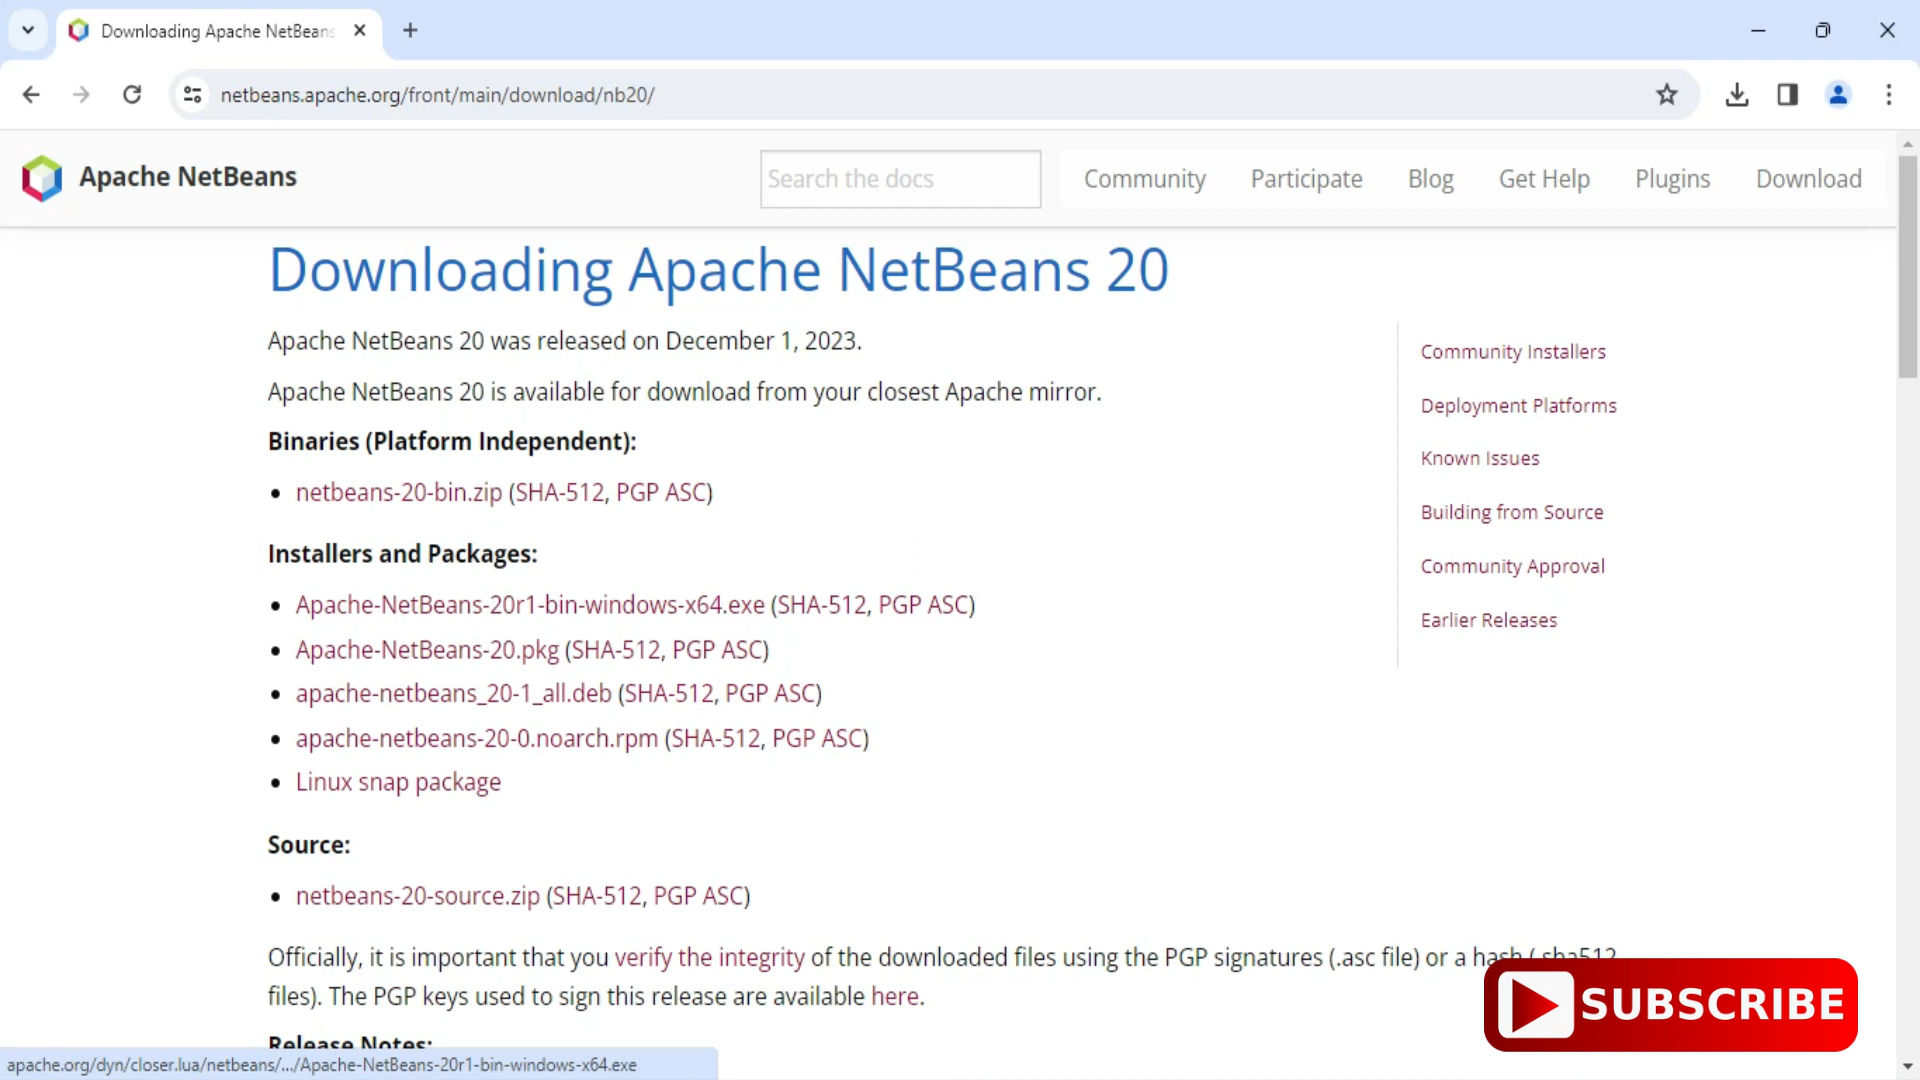 Downloading Apache NetBeans
netbeans.apache.org/front/main/download/nb20/
Apache NetBeans
Search the docs
Community
Participate
Blog
Get Help
Plugins
Download
Downloading Apache NetBeans 20
Apache NetBeans 20 was released on December 1, 2023.
Apache NetBeans 20 is available for download from your closest Apache mirror.
Binaries (Platform Independent):
netbeans-20-bin.zip (SHA-512, PGP ASC)
Installers and Packages:
Apache-NetBeans-20r1-bin-windows-x64.exe (SHA-512, PGP ASC)
Apache-NetBeans-20.pkg (SHA-512, PGP ASC)
apache-netbeans_20-1_all.deb (SHA-512, PGP ASC)
apache-netbeans-20-0.noarch.rpm (SHA-512, PGP ASC)
Linux snap package
Source:
netbeans-20-source.zip (SHA-512, PGP ASC)
Officially, it is important that you verify the integrity of the downloaded files using the PGP signatures (.asc file) or a hash (.sha512
files). The PGP keys used to sign this release are available here.
Release Notes:
Community Installers
Deployment Platforms
Known Issues
Building from Source
Community Approval
Earlier Releases
SUBSCRIBE
apache.org/dyn/closer.lua/netbeans/.../Apache-NetBeans-20r1-bin-windows-x64.exe